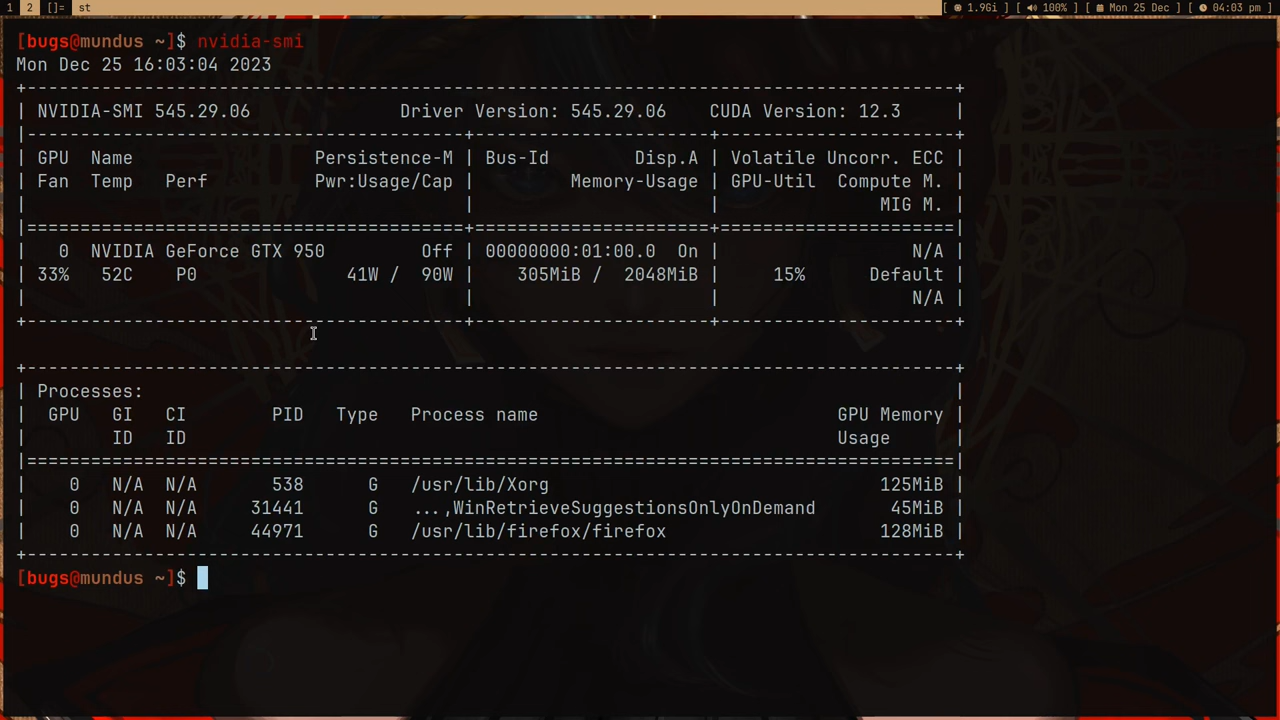 1 2 []= st [ 1.9Gi ] [ 100% ] [ Mon 25 Dec ] [ 04:03 pm ]
[bugs@mundus ~]$ nvidia-smi
Mon Dec 25 16:03:04 2023
+---------------------------------------------------------------------------------------+
| NVIDIA-SMI 545.29.06              Driver Version: 545.29.06    CUDA Version: 12.3     |
|-----------------------------------------+----------------------+----------------------+
| GPU  Name                 Persistence-M | Bus-Id        Disp.A | Volatile Uncorr. ECC |
| Fan  Temp   Perf          Pwr:Usage/Cap |         Memory-Usage | GPU-Util  Compute M. |
|                                         |                      |               MIG M. |
|=========================================+======================+======================|
|   0  NVIDIA GeForce GTX 950         Off | 00000000:01:00.0  On |                  N/A |
| 33%   52C    P0              41W /  90W |    305MiB /  2048MiB |     15%      Default |
|                                         |                      |                  N/A |
+-----------------------------------------+----------------------+----------------------+
+---------------------------------------------------------------------------------------+
| Processes:                                                                            |
|  GPU   GI   CI        PID   Type   Process name                            GPU Memory |
|        ID   ID                                                             Usage      |
|=======================================================================================|
|    0   N/A  N/A       538      G   /usr/lib/Xorg                               125MiB |
|    0   N/A  N/A     31441      G   ...,WinRetrieveSuggestionsOnlyOnDemand       45MiB |
|    0   N/A  N/A     44971      G   /usr/lib/firefox/firefox                    128MiB |
+---------------------------------------------------------------------------------------+
[bugs@mundus ~]$